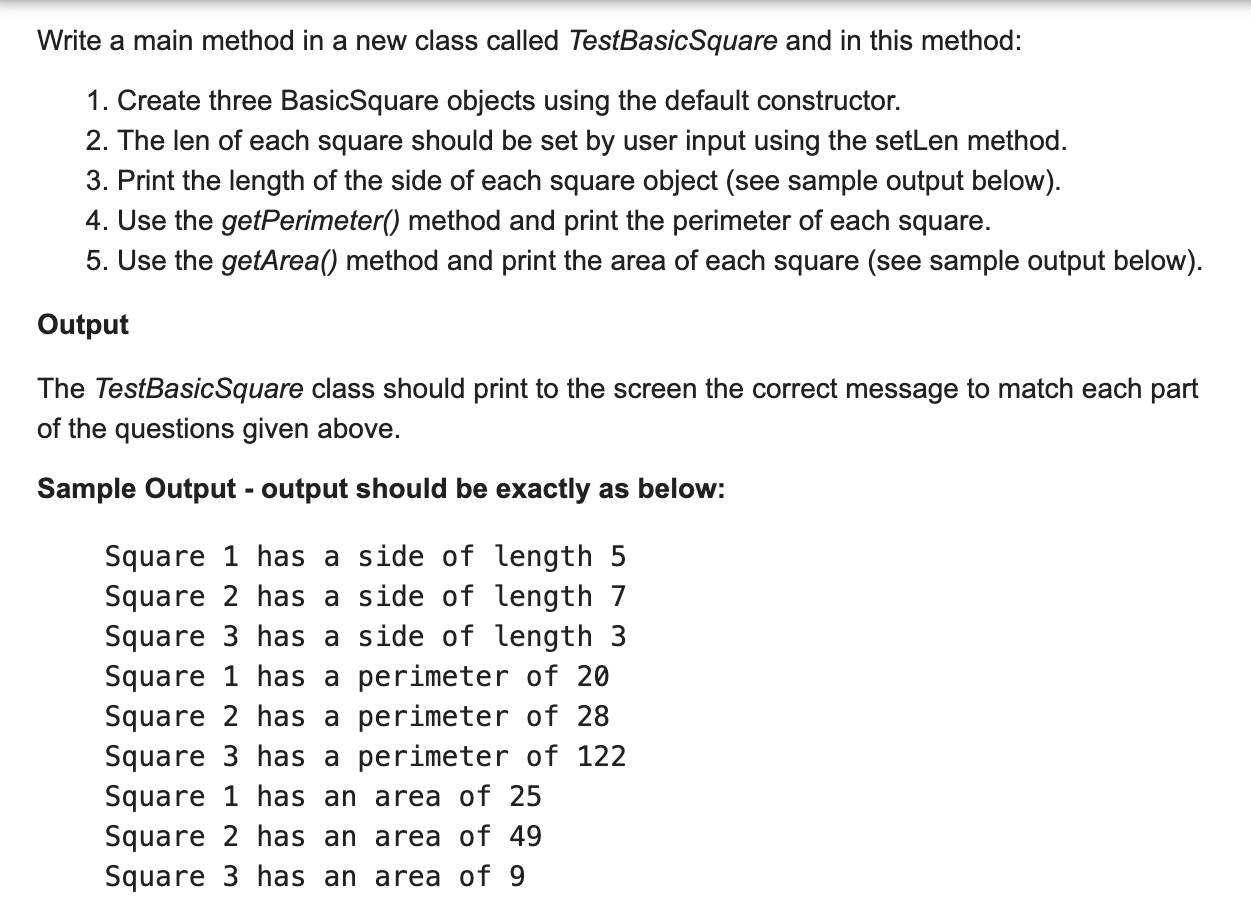 Write a main method in a new class called TestBasicSquare and in this method:
1. Create three BasicSquare objects using the default constructor.
2. The len of each square should be set by user input using the setLen method.
3. Print the length of the side of each square object (see sample output below).
4. Use the getPerimeter() method and print the perimeter of each square.
5. Use the getArea() method and print the area of each square (see sample output below).
Output
The TestBasicSquare class should print to the screen the correct message to match each part
of the questions given above.
Sample Output - output should be exactly as below:
Square 1 has a side of length 5
Square 2 has a side of length 7
Square 3 has a side of length 3
Square 1 has a perimeter of 20
Square 2 has a perimeter of 28
Square 3 has a perimeter of 122
Square 1 has an area of 25
Square 2 has an area of 49
Square 3 has an area of 9